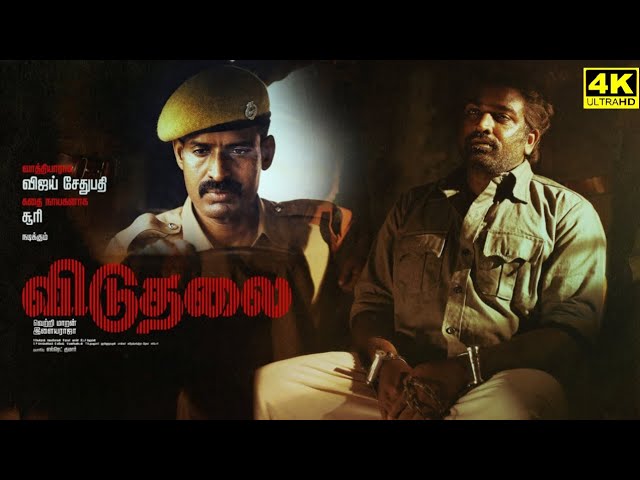 வாத்தியாராக
விஜய் சேதுபதி
கதை நாயகனாக
சூரி
நடிக்கும்
விடுதலை
வெற்றி மாறன்
இளையராஜா
4K
ULTRAHD